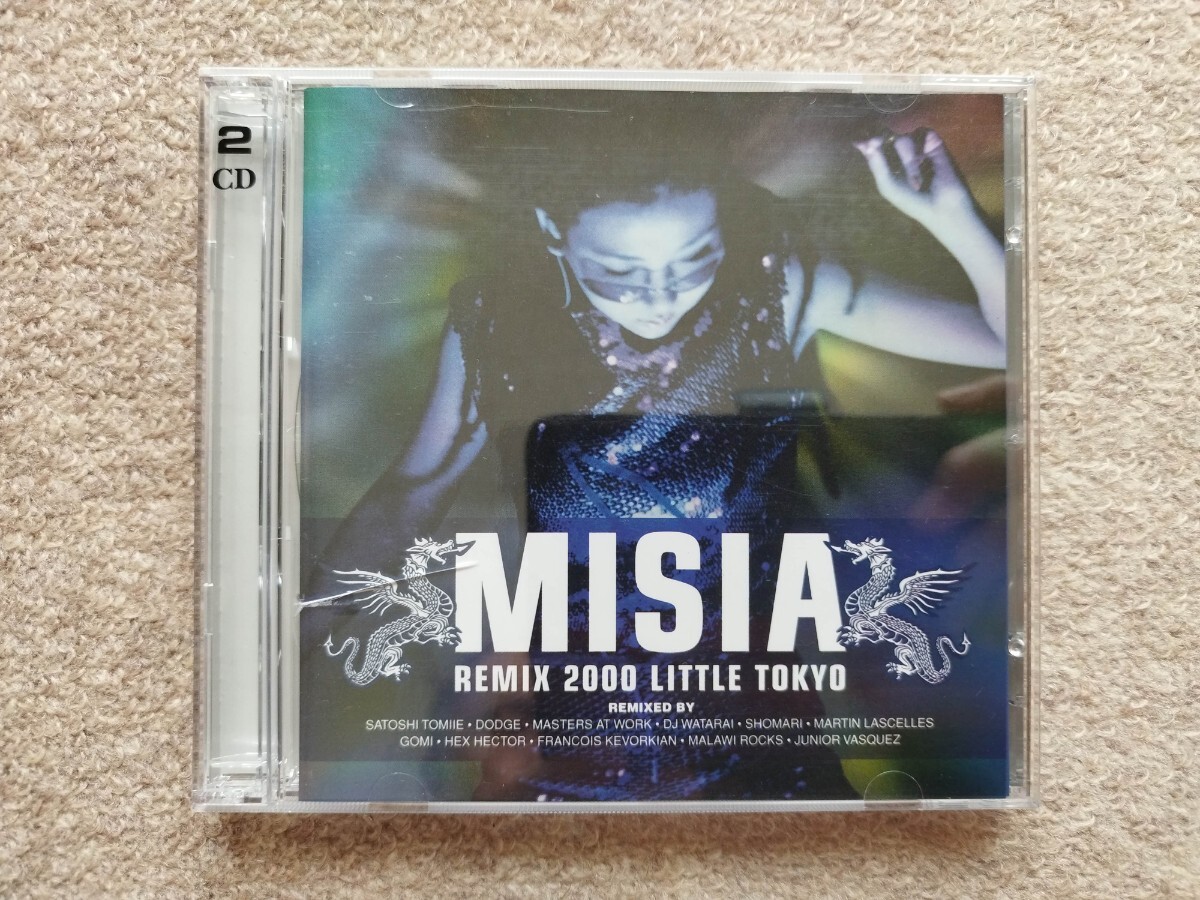 2
CD
MISIA
REMIX 2000 LITTLE TOKYO
REMIXED BY
SATOSHI TOMIIE • DODGE • MASTERS AT WORK • DJ WATARAI • SHOMARI • MARTIN LASCELLES
GOMI • HEX HECTOR • FRANCOIS KEVORKIAN • MALAWI ROCKS • JUNIOR VASQUEZ